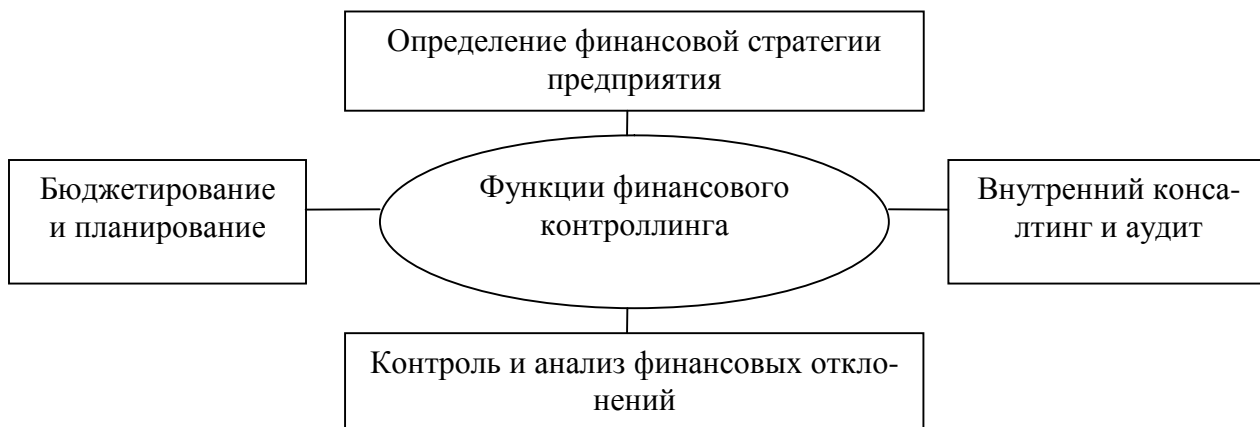 Определение финансовой стратегии
предприятия
Бюджетирование
и планирование
Функции финансового
контроллинга
Внутренний конса-
лтинг и аудит
Контроль и анализ финансовых откло-
нений